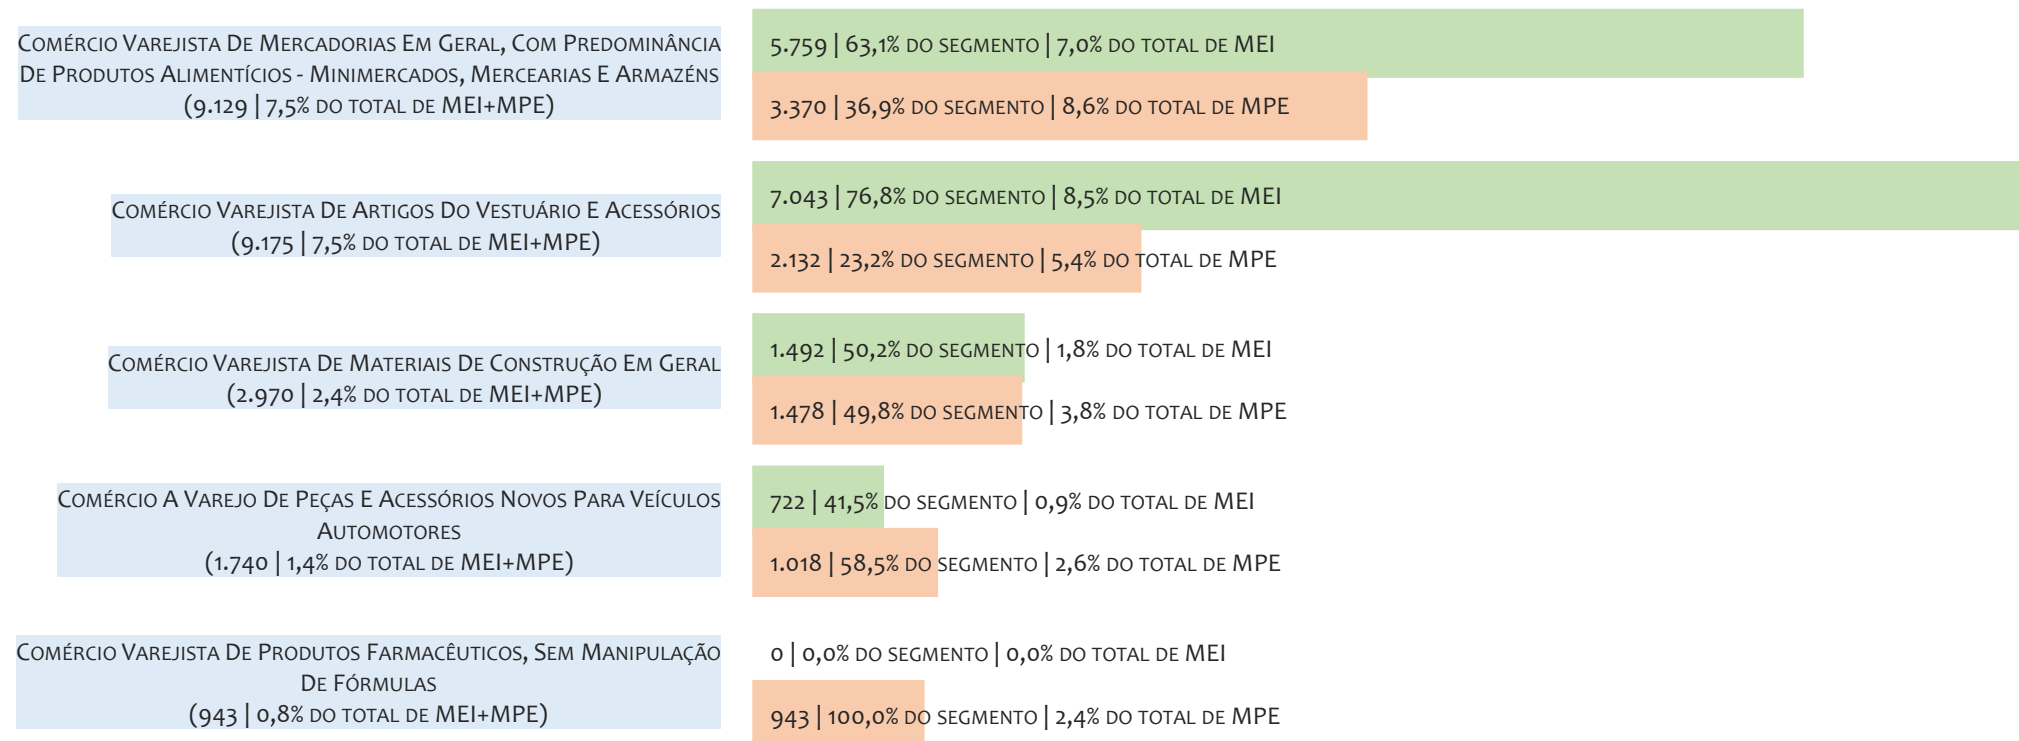 Comércio Varejista De Mercadorias Em Geral, Com Predominância
De Produtos Alimentícios - Minimercados, Mercearias E Armazéns
(9.129 | 7,5% do total de MEI+MPE)
5.759 | 63,1% do segmento | 7,0% do total de MEI
3.370 | 36,9% do segmento | 8,6% do total de MPE
Comércio Varejista De Artigos Do Vestuário E Acessórios
(9.175 | 7,5% do total de MEI+MPE)
7.043 | 76,8% do segmento | 8,5% do total de MEI
2.132 | 23,2% do segmento | 5,4% do total de MPE
Comércio Varejista De Materiais De Construção Em Geral
(2.970 | 2,4% do total de MEI+MPE)
1.492 | 50,2% do segmento | 1,8% do total de MEI
1.478 | 49,8% do segmento | 3,8% do total de MPE
Comércio A Varejo De Peças E Acessórios Novos Para Veículos
Automotores
(1.740 | 1,4% do total de MEI+MPE)
722 | 41,5% do segmento | 0,9% do total de MEI
1.018 | 58,5% do segmento | 2,6% do total de MPE
Comércio Varejista De Produtos Farmacêuticos, Sem Manipulação
De Fórmulas
(943 | 0,8% do total de MEI+MPE)
0 | 0,0% do segmento | 0,0% do total de MEI
943 | 100,0% do segmento | 2,4% do total de MPE